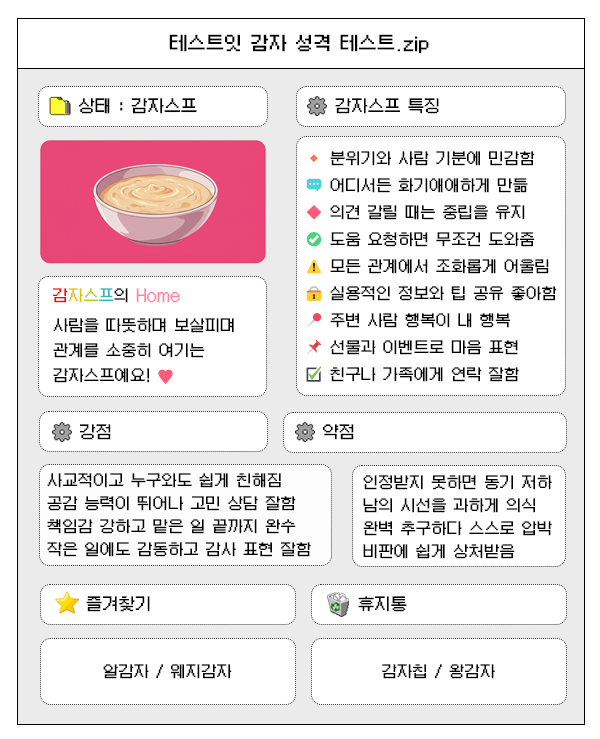 테스트잇 감자 성격 테스트.zip
상태 : 감자스프
감자스프의 Home
사람을 따뜻하며 보살피며
관계를 소중히 여기는
감자스프예요!
감자스프 특징
분위기와 사람 기분에 민감함
어디서든 화기애애하게 만듦
의견 갈릴 때는 중립을 유지
도움 요청하면 무조건 도와줌
모든 관계에서 조화롭게 어울림
실용적인 정보와 팁 공유 좋아함
주변 사람 행복이 내 행복
선물과 이벤트로 마음 표현
친구나 가족에게 연락 잘함
강점
사교적이고 누구와도 쉽게 친해짐
공감 능력이 뛰어나 고민 상담 잘함
책임감 강하고 맡은 일 끝까지 완수
작은 일에도 감동하고 감사 표현 잘함
약점
인정받지 못하면 동기 저하
남의 시선을 과하게 의식
완벽 추구하다 스스로 압박
비판에 쉽게 상처받음
즐겨찾기
알감자 / 웨지감자
휴지통
감자칩 / 왕감자